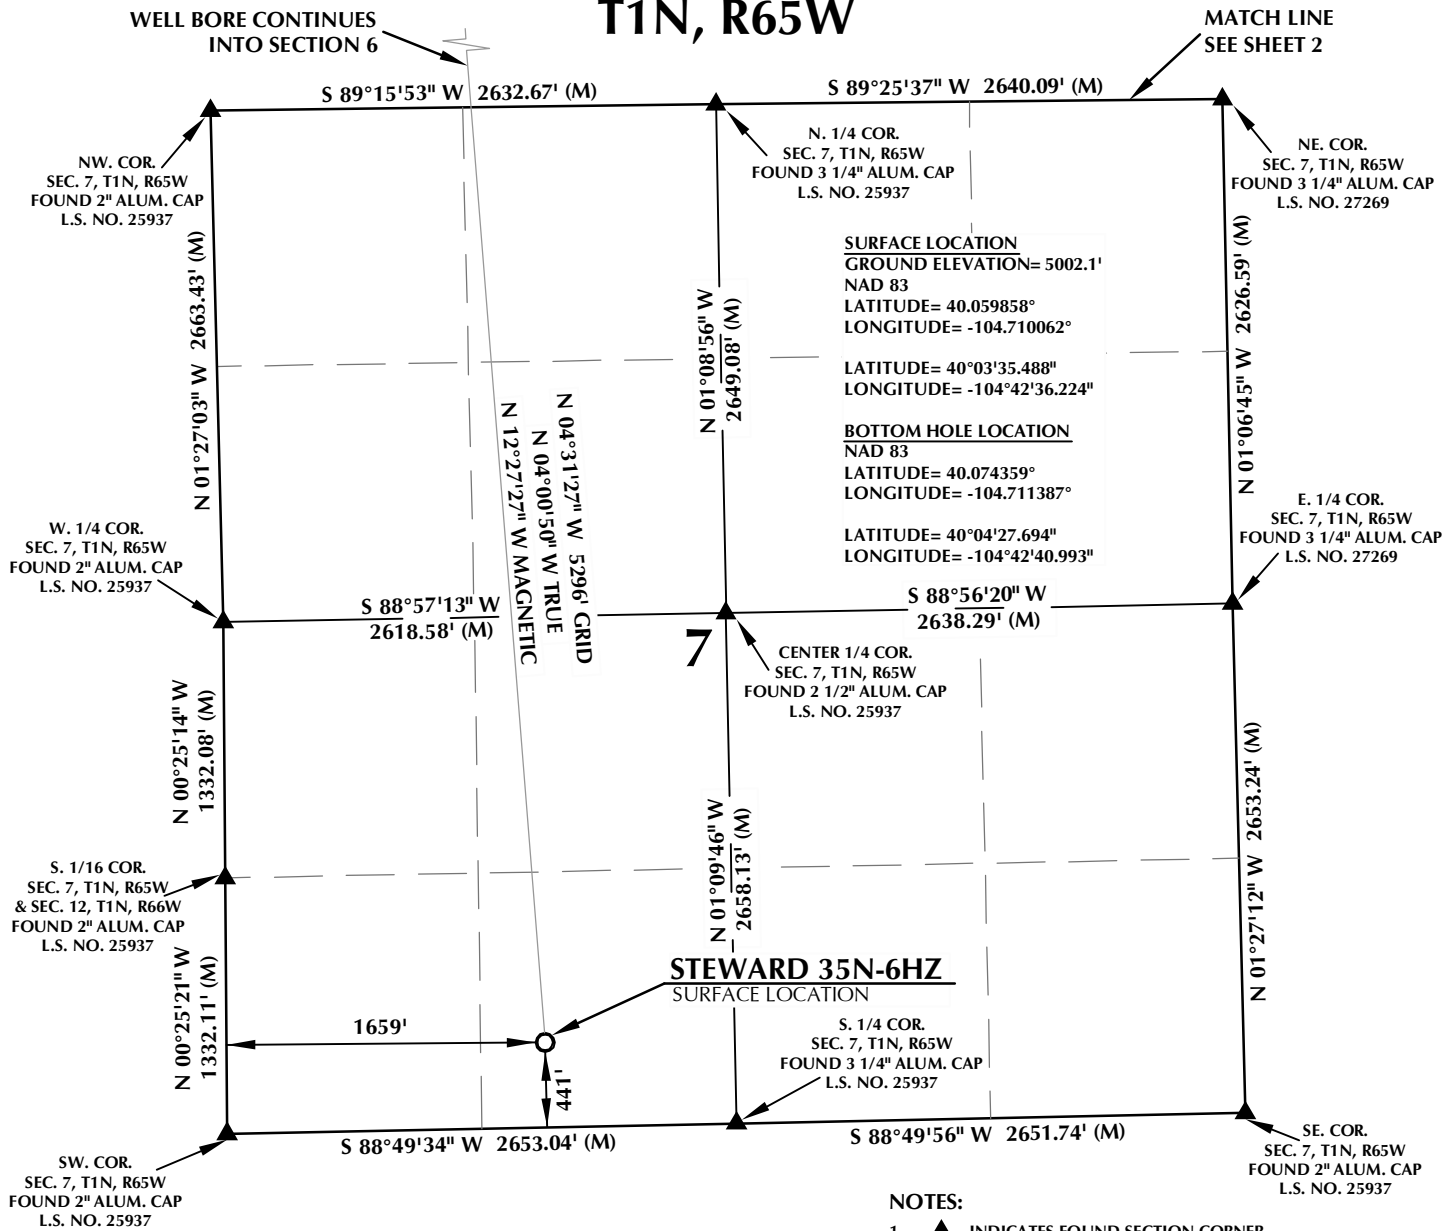 T1N, R65W
WELL BORE CONTINUES
INTO SECTION 6
MATCH LINE
SEE SHEET 2
S 89°15'53" W 2632.67' (M)
S 89°25'37" W 2640.09' (M)
NW. COR.
SEC. 7, T1N, R65W
FOUND 2" ALUM. CAP
L.S. NO. 25937
N. 1/4 COR.
SEC. 7, T1N, R65W
FOUND 3 1/4" ALUM. CAP
L.S. NO. 25937
NE. COR.
SEC. 7, T1N, R65W
FOUND 3 1/4" ALUM. CAP
L.S. NO. 27269
N 01°27'03" W 2663.43' (M)
N 01°08'56" W
2649.08' (M)
SURFACE LOCATION
GROUND ELEVATION= 5002.1'
NAD 83
LATITUDE= 40.059858°
LONGITUDE= -104.710062°
LATITUDE= 40°03'35.488"
LONGITUDE= -104°42'36.224"
BOTTOM HOLE LOCATION
NAD 83
LATITUDE= 40.074359°
LONGITUDE= -104.711387°
LATITUDE= 40°04'27.694"
LONGITUDE= -104°42'40.993"
N 01°06'45" W 2626.59' (M)
N 04°31'27" W 5296' GRID
N 04°00'50" W TRUE
N 12°27'27" W MAGNETIC
W. 1/4 COR.
SEC. 7, T1N, R65W
FOUND 2" ALUM. CAP
L.S. NO. 25937
E. 1/4 COR.
SEC. 7, T1N, R65W
FOUND 3 1/4" ALUM. CAP
L.S. NO. 27269
S 88°57'13" W
2618.58' (M)
S 88°56'20" W
2638.29' (M)
7
CENTER 1/4 COR.
SEC. 7, T1N, R65W
FOUND 2 1/2" ALUM. CAP
L.S. NO. 25937
N 00°25'14" W
1332.08' (M)
N 01°09'46" W
2658.13' (M)
N 01°27'12" W 2653.24' (M)
S. 1/16 COR.
SEC. 7, T1N, R65W
& SEC. 12, T1N, R66W
FOUND 2" ALUM. CAP
L.S. NO. 25937
N 00°25'21" W
1332.11' (M)
STEWARD 35N-6HZ
SURFACE LOCATION
1659'
441'
S. 1/4 COR.
SEC. 7, T1N, R65W
FOUND 3 1/4" ALUM. CAP
L.S. NO. 25937
S 88°49'34" W 2653.04' (M)
S 88°49'56" W 2651.74' (M)
SW. COR.
SEC. 7, T1N, R65W
FOUND 2" ALUM. CAP
L.S. NO. 25937
SE. COR.
SEC. 7, T1N, R65W
FOUND 2" ALUM. CAP
L.S. NO. 25937
NOTES:
1. INDICATES FOUND SECTION CORNER